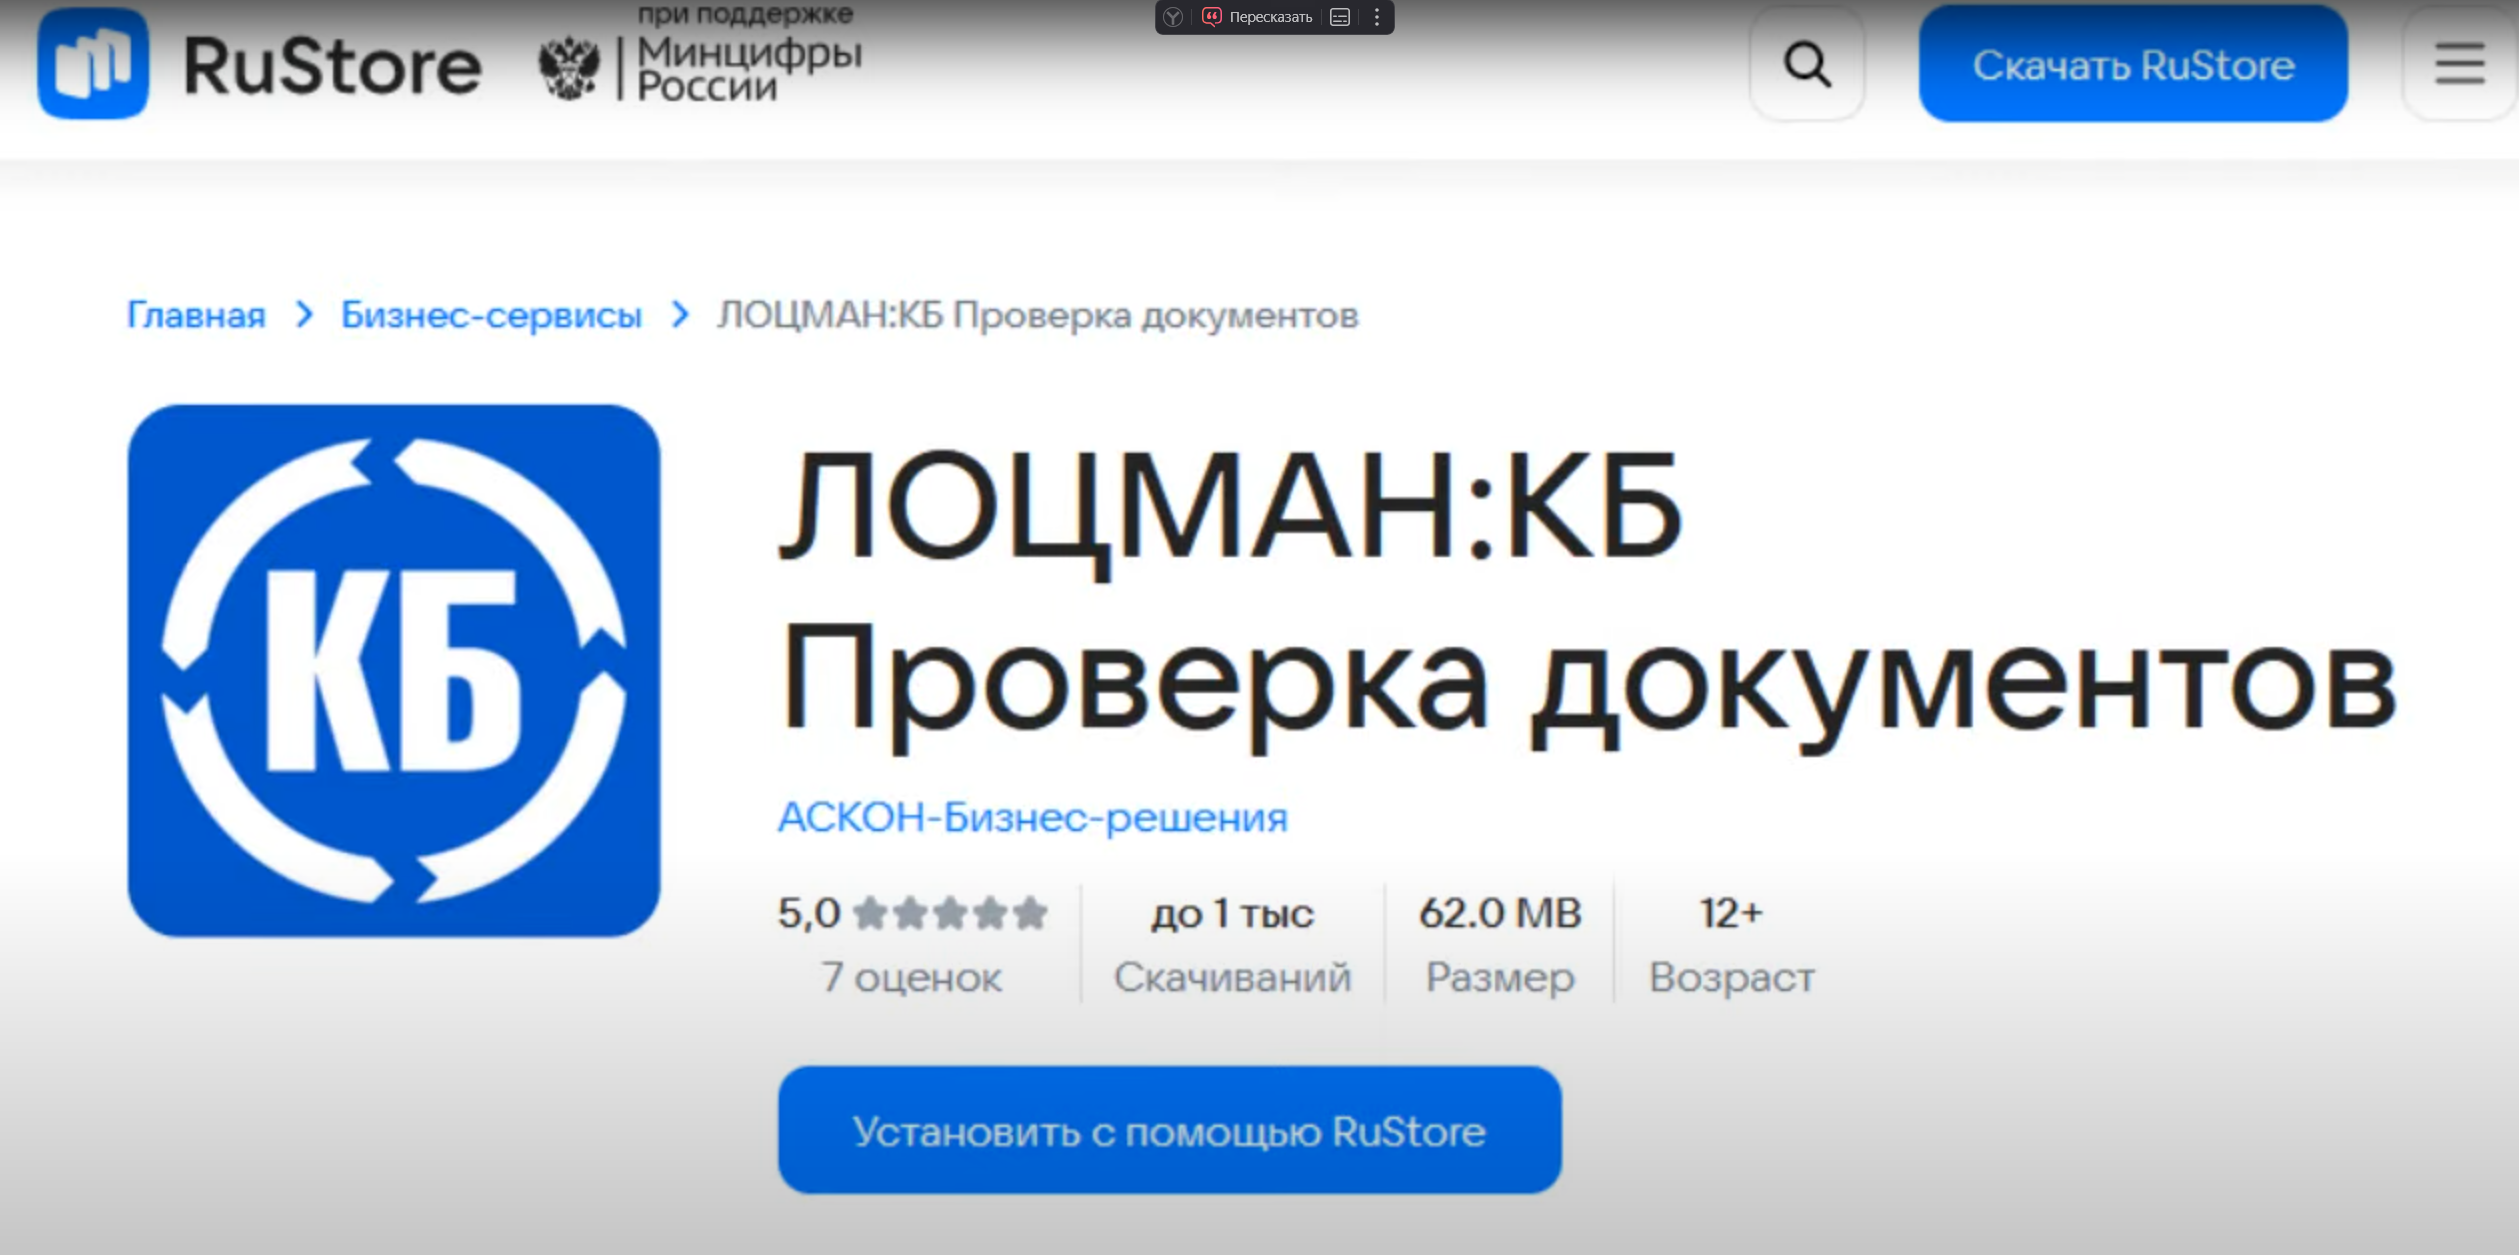 Пересказать
RuStore
при поддержке
Минцифры
России
Скачать RuStore
Главная > Бизнес-сервисы > ЛОЦМАН:КБ Проверка документов
КБ
ЛОЦМАН:КБ
Проверка документов
АСКОН-Бизнес-решения
5,0
7 оценок
до 1 тыс
Скачиваний
62.0 MB
Размер
12+
Возраст
Установить с помощью RuStore